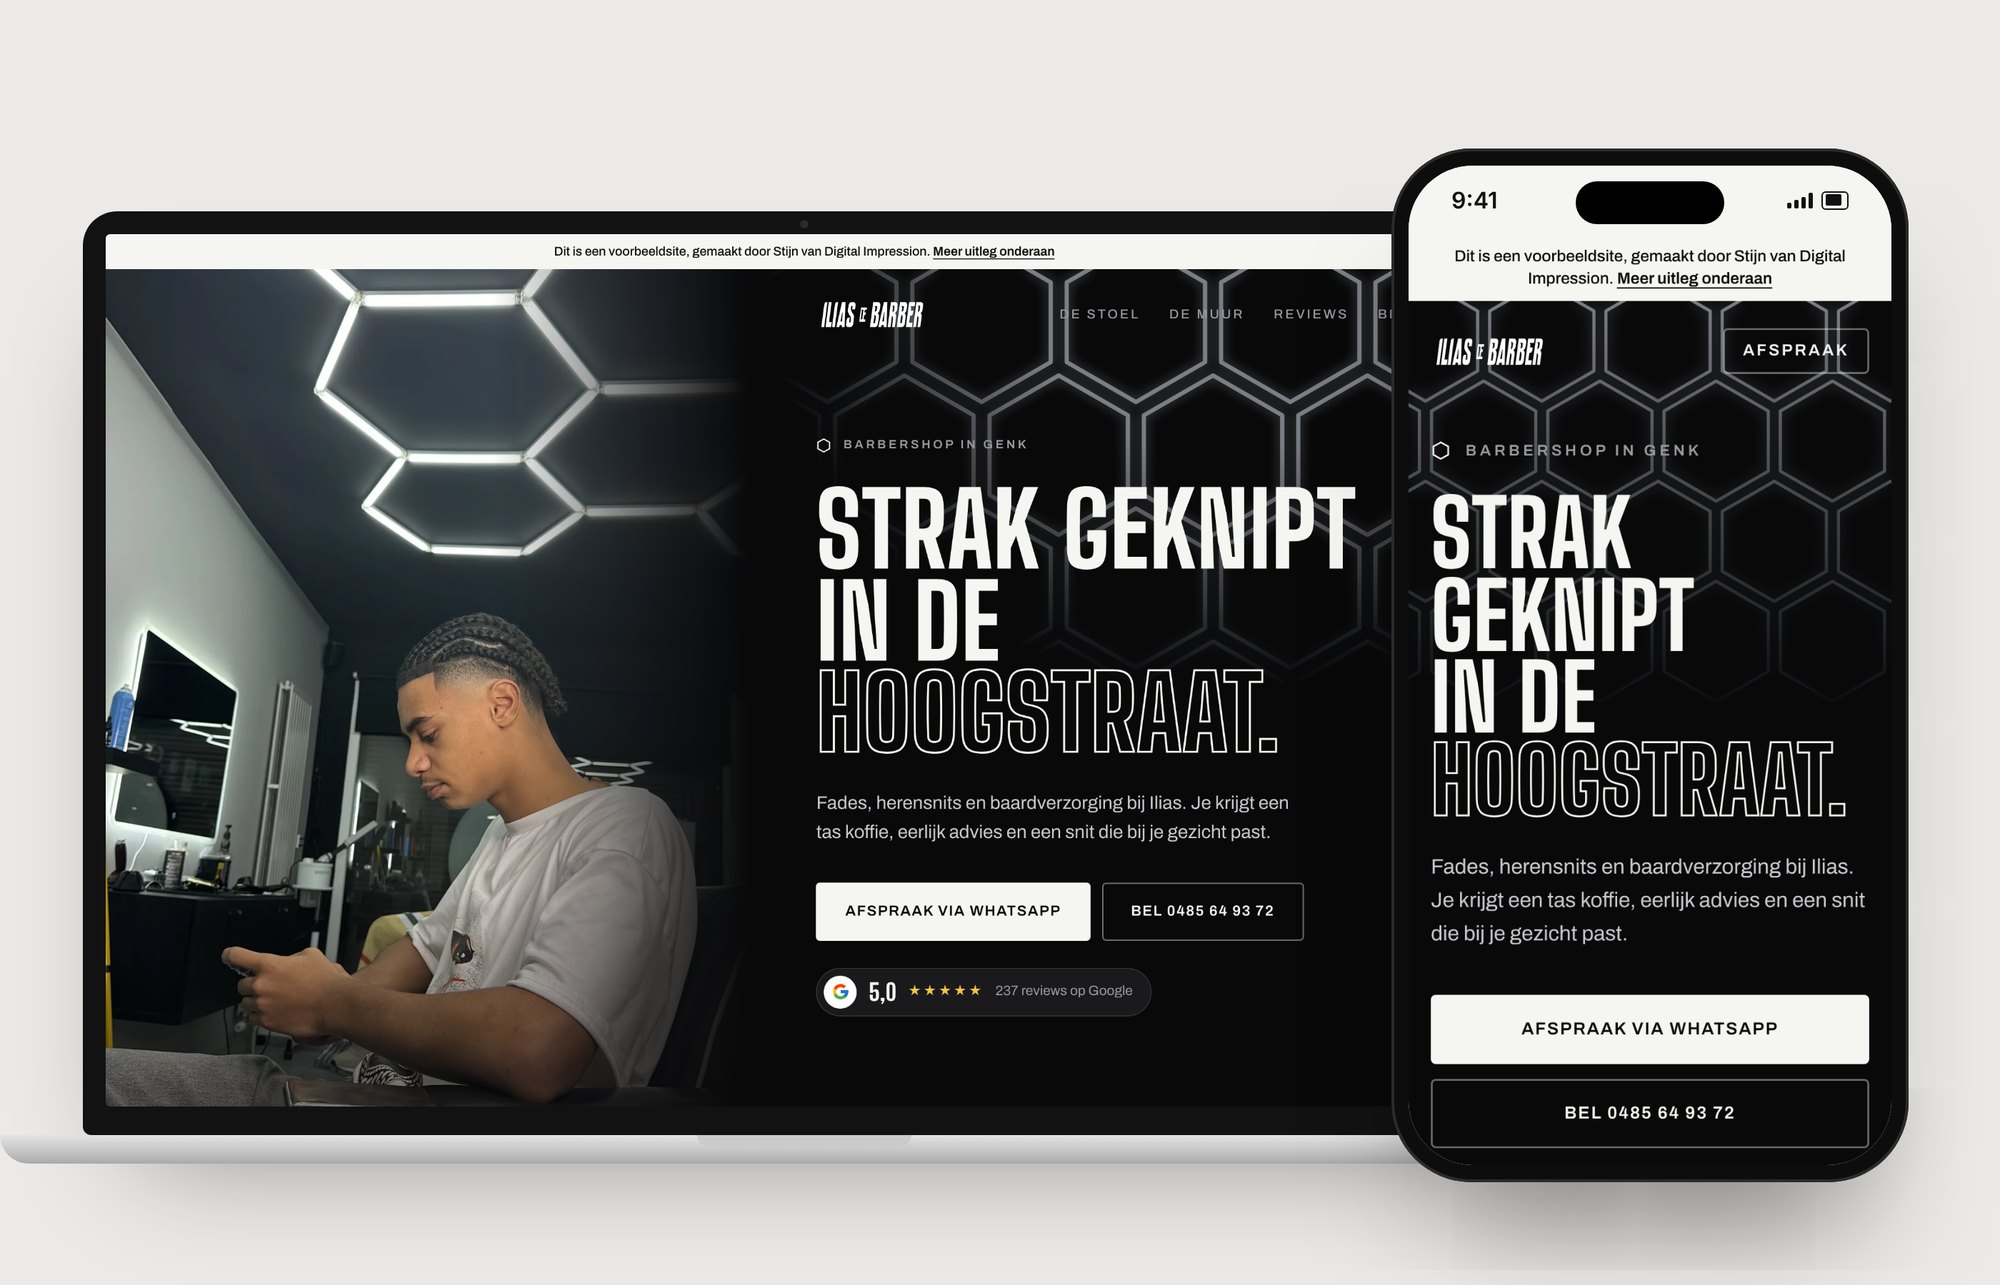 Dit is een voorbeeldsite, gemaakt door Stijn van Digital Impression. Meer uitleg onderaan
ILIAS LE BARBER
DE STOEL DE MUUR REVIEWS
BARBERSHOP IN GENK
STRAK GEKNIPT
IN DE
HOOGSTRAAT.
Fades, herensnits en baardverzorging bij Ilias. Je krijgt een
tas koffie, eerlijk advies en een snit die bij je gezicht past.
AFSPRAAK VIA WHATSAPP BEL 0485 64 93 72
5,0 ★★★★★ 237 reviews op Google
9:41
Dit is een voorbeeldsite, gemaakt door Stijn van Digital
Impression. Meer uitleg onderaan
ILIAS LE BARBER AFSPRAAK
BARBERSHOP IN GENK
STRAK
GEKNIPT
IN DE
HOOGSTRAAT.
Fades, herensnits en baardverzorging bij Ilias.
Je krijgt een tas koffie, eerlijk advies en een snit
die bij je gezicht past.
AFSPRAAK VIA WHATSAPP
BEL 0485 64 93 72